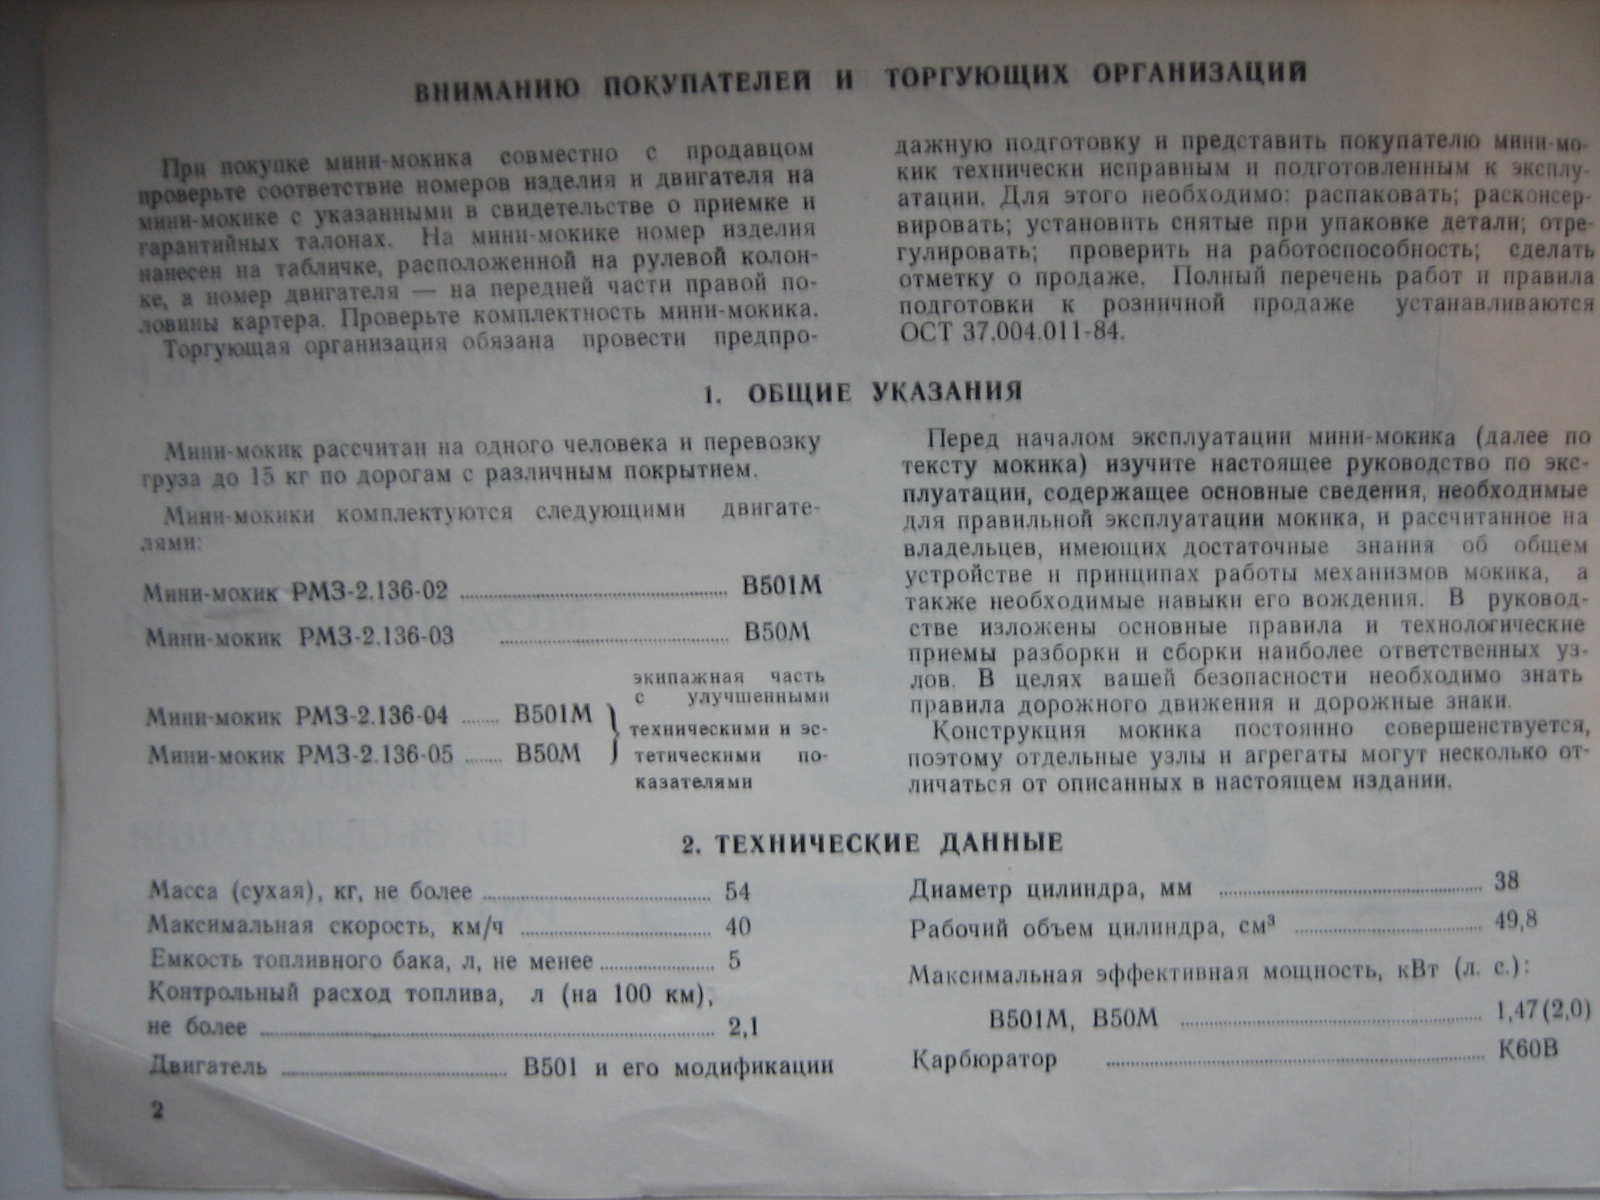 ВНИМАНИЮ ПОКУПАТЕЛЕЙ И ТОРГУЮЩИХ ОРГАНИЗАЦИЙ
При покупке мини-мокика совместно с продавцом
проверьте соответствие номеров изделия и двигателя на
мини-мокике с указанными в свидетельстве о приемке и
гарантийных талонах. На мини-мокике номер изделия
нанесен на табличке, расположенной на рулевой колон-
ке, а номер двигателя — на передней части правой по-
ловины картера. Проверьте комплектность мини-мокика.
Торгующая организация обязана провести предпро-
дажную подготовку и представить покупателю мини-мо-
кик технически исправным и подготовленным к эксплу-
атации. Для этого необходимо: распаковать; расконсер-
вировать; установить снятые при упаковке детали; отре-
гулировать; проверить на работоспособность; сделать
отметку о продаже. Полный перечень работ и правила
подготовки к розничной продаже устанавливаются
ОСТ 37.004.011-84.
1. ОБЩИЕ УКАЗАНИЯ
Мини-мокик рассчитан на одного человека и перевозку
груза до 15 кг по дорогам с различным покрытием.
Мини-мокики комплектуются следующими двигате-
лями:
Мини-мокик РМЗ-2.136-02 ........ В501М
Мини-мокик РМЗ-2.136-03 ........ В50М
Мини-мокик РМЗ-2.136-04 ........ В501М
Мини-мокик РМЗ-2.136-05 ........ В50М
экипажная часть
с улучшенными
техническими и эс-
тетическими по-
казателями
Перед началом эксплуатации мини-мокика (далее по
тексту мокика) изучите настоящее руководство по экс-
плуатации, содержащее основные сведения, необходимые
для правильной эксплуатации мокика, и рассчитанное на
владельцев, имеющих достаточные знания об общем
устройстве и принципах работы механизмов мокика, а
также необходимые навыки его вождения. В руковод-
стве изложены основные правила и технологические
приемы разборки и сборки наиболее ответственных уз-
лов. В целях вашей безопасности необходимо знать
правила дорожного движения и дорожные знаки.
Конструкция мокика постоянно совершенствуется,
поэтому отдельные узлы и агрегаты могут несколько от-
личаться от описанных в настоящем издании.
2. ТЕХНИЧЕСКИЕ ДАННЫЕ
Масса (сухая), кг, не более ........ 54
Максимальная скорость, км/ч ........ 40
Емкость топливного бака, л, не менее ........ 5
Контрольный расход топлива, л (на 100 км),
не более ........ 2,1
Двигатель ........ В501 и его модификации
Диаметр цилиндра, мм ........ 38
Рабочий объем цилиндра, см³ ........ 49,8
Максимальная эффективная мощность, кВт (л. с.):
В501М, В50М ........ 1,47(2,0)
Карбюратор ........ К60В
2